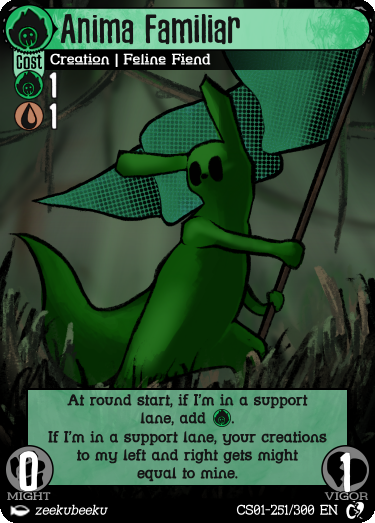 Anima Familiar
Cost
Creation | Feline Fiend
1
1
At round start, if I'm in a support
lane, add .
If I'm in a support lane, your creations
to my left and right gets might
equal to mine.
0
MIGHT
1
VIGOR
zeekubeeku
CS01-251/300 EN